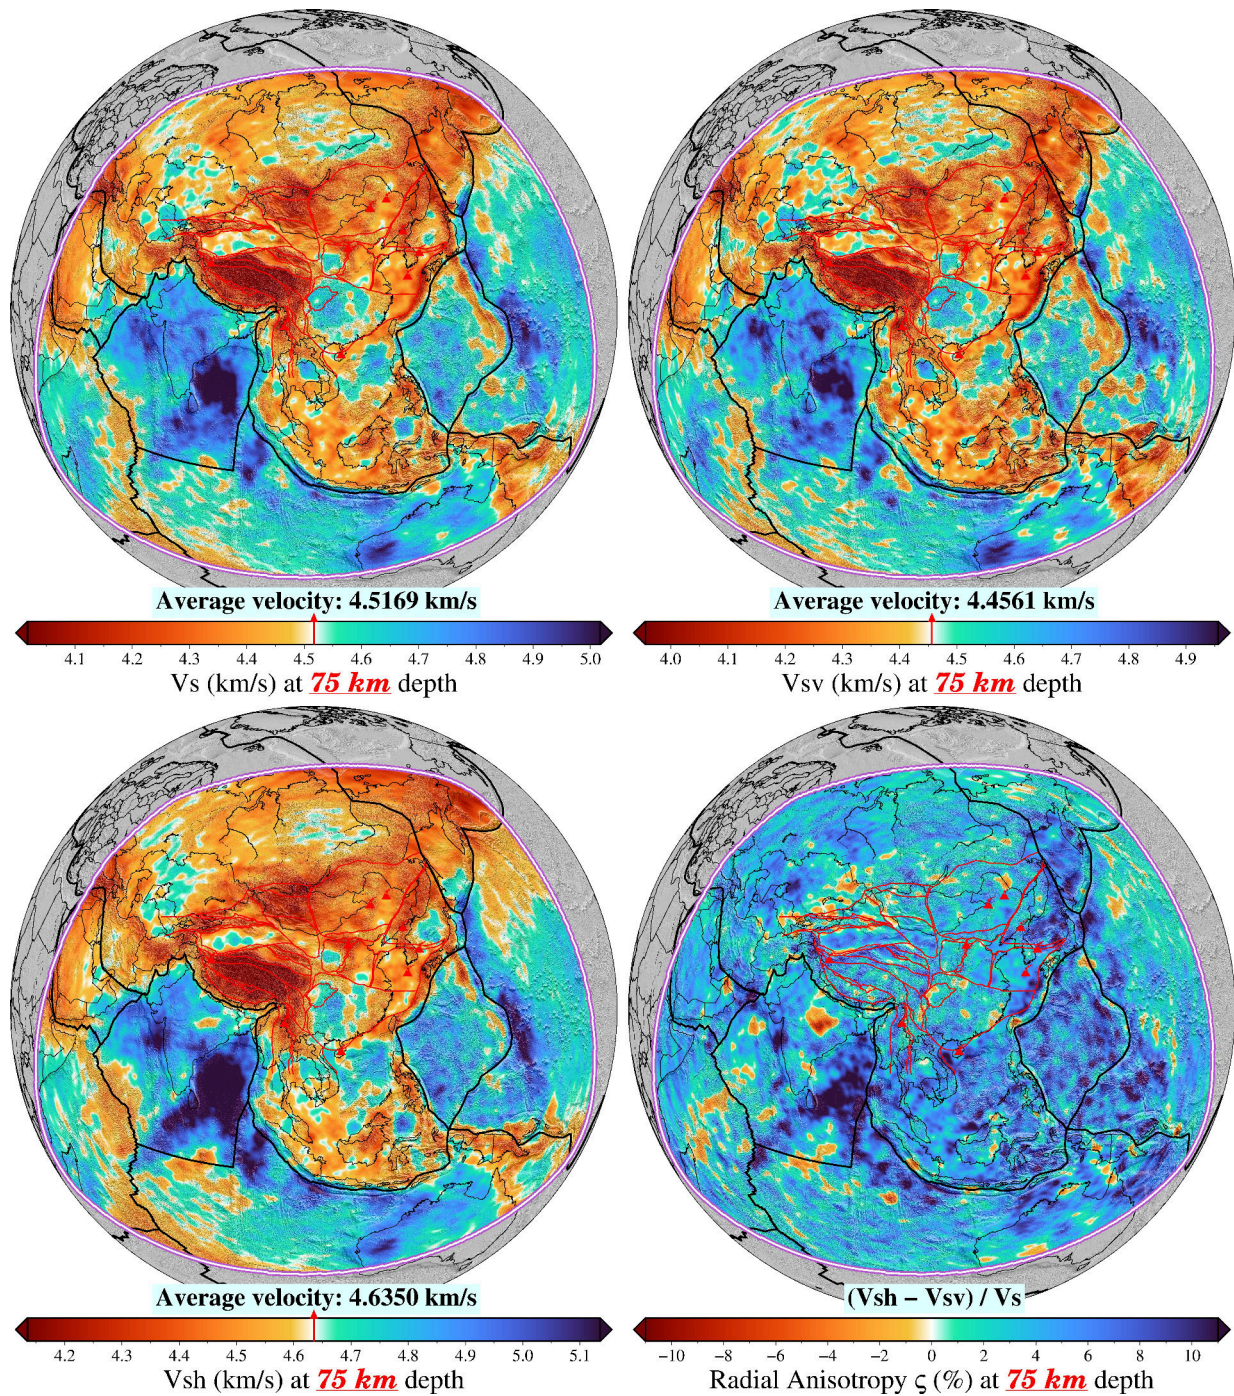 Average velocity: 4.5169 km/s
4.1 4.2 4.3 4.4 4.5 4.6 4.7 4.8 4.9 5.0
Vs (km/s) at 75 km depth
Average velocity: 4.4561 km/s
4.0 4.1 4.2 4.3 4.4 4.5 4.6 4.7 4.8 4.9
Vsv (km/s) at 75 km depth
Average velocity: 4.6350 km/s
4.2 4.3 4.4 4.5 4.6 4.7 4.8 4.9 5.0 5.1
Vsh (km/s) at 75 km depth
(Vsh − Vsv) / Vs
−10 −8 −6 −4 −2 0 2 4 6 8 10
Radial Anisotropy ς (%) at 75 km depth